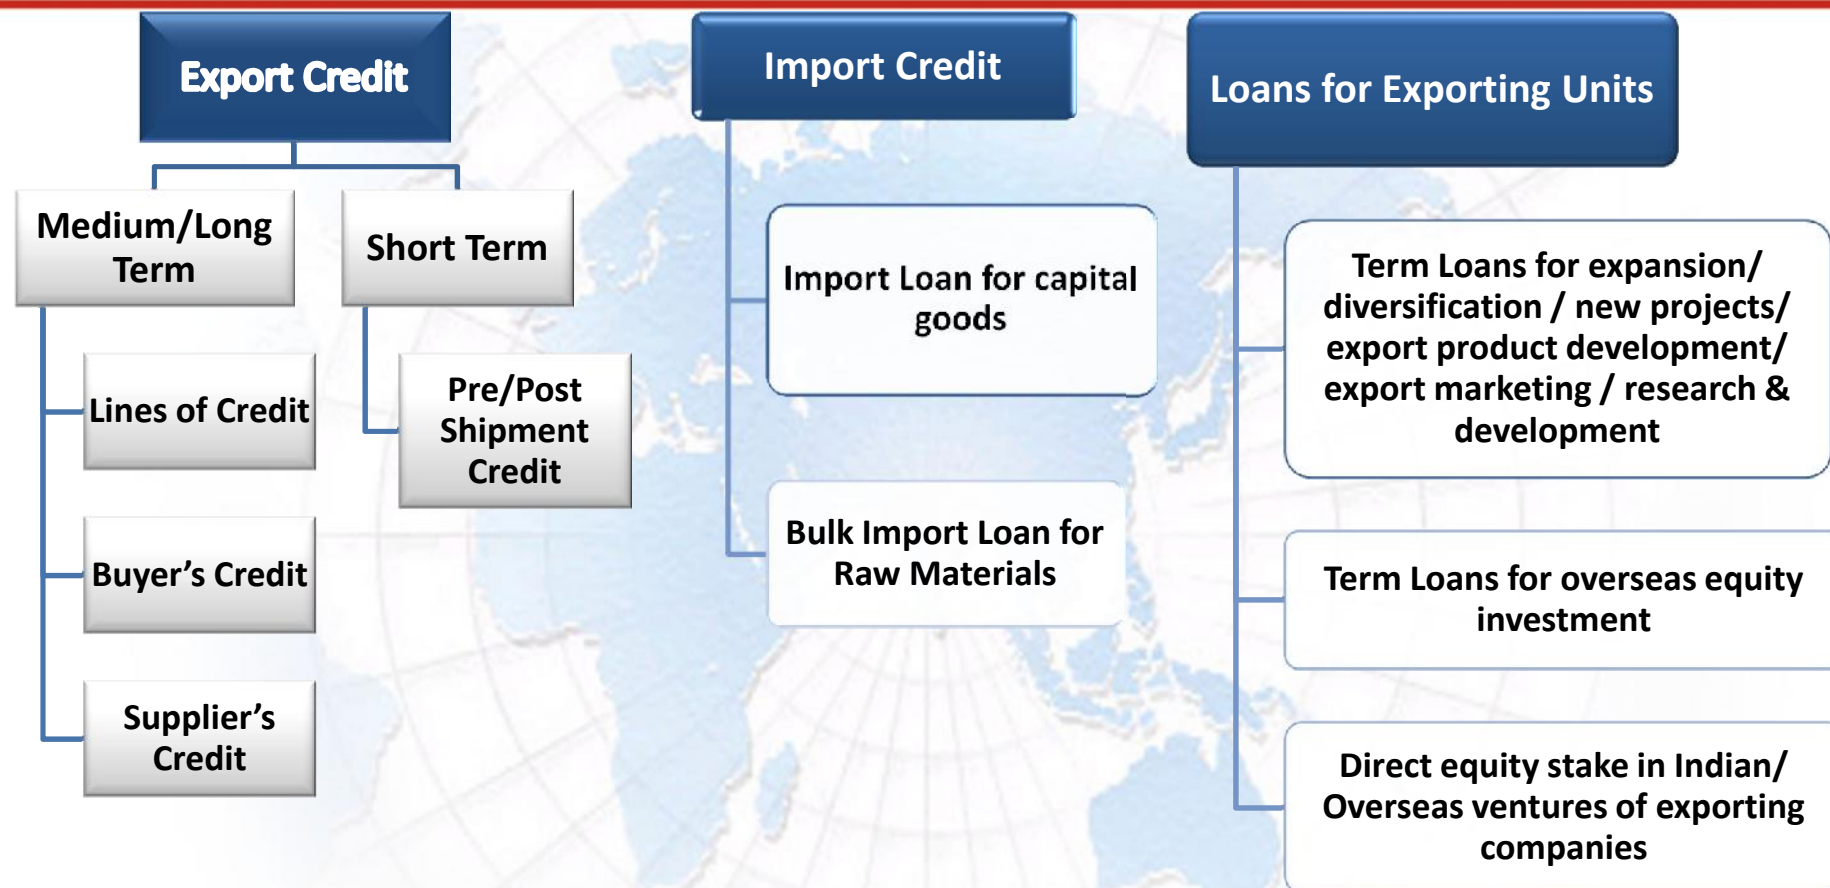 Export Credit
Medium/Long
Term
Short Term
Lines of Credit
Pre/Post
Shipment
Credit
Buyer’s Credit
Supplier’s
Credit
Import Credit
Import Loan for capital
goods
Bulk Import Loan for
Raw Materials
Loans for Exporting Units
Term Loans for expansion/
diversification / new projects/
export product development/
export marketing / research &
development
Term Loans for overseas equity
investment
Direct equity stake in Indian/
Overseas ventures of exporting
companies